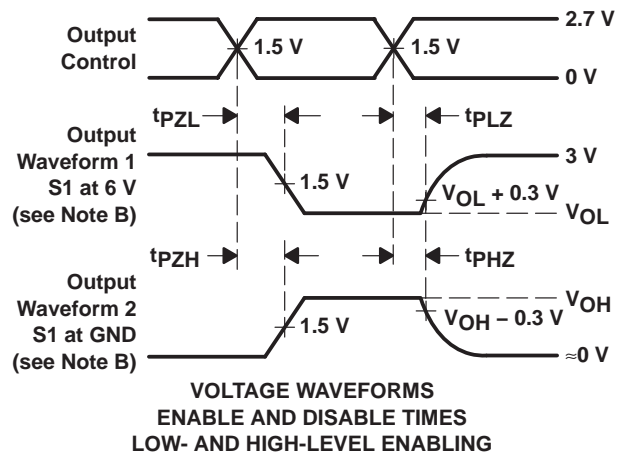 Output
Control
1.5 V
1.5 V
2.7 V
0 V
tPZL
tPLZ
Output
Waveform 1
S1 at 6 V
(see Note B)
1.5 V
3 V
VOL + 0.3 V
VOL
tPZH
tPHZ
Output
Waveform 2
S1 at GND
(see Note B)
1.5 V
VOH
VOH − 0.3 V
≈0 V
VOLTAGE WAVEFORMS
ENABLE AND DISABLE TIMES
LOW- AND HIGH-LEVEL ENABLING